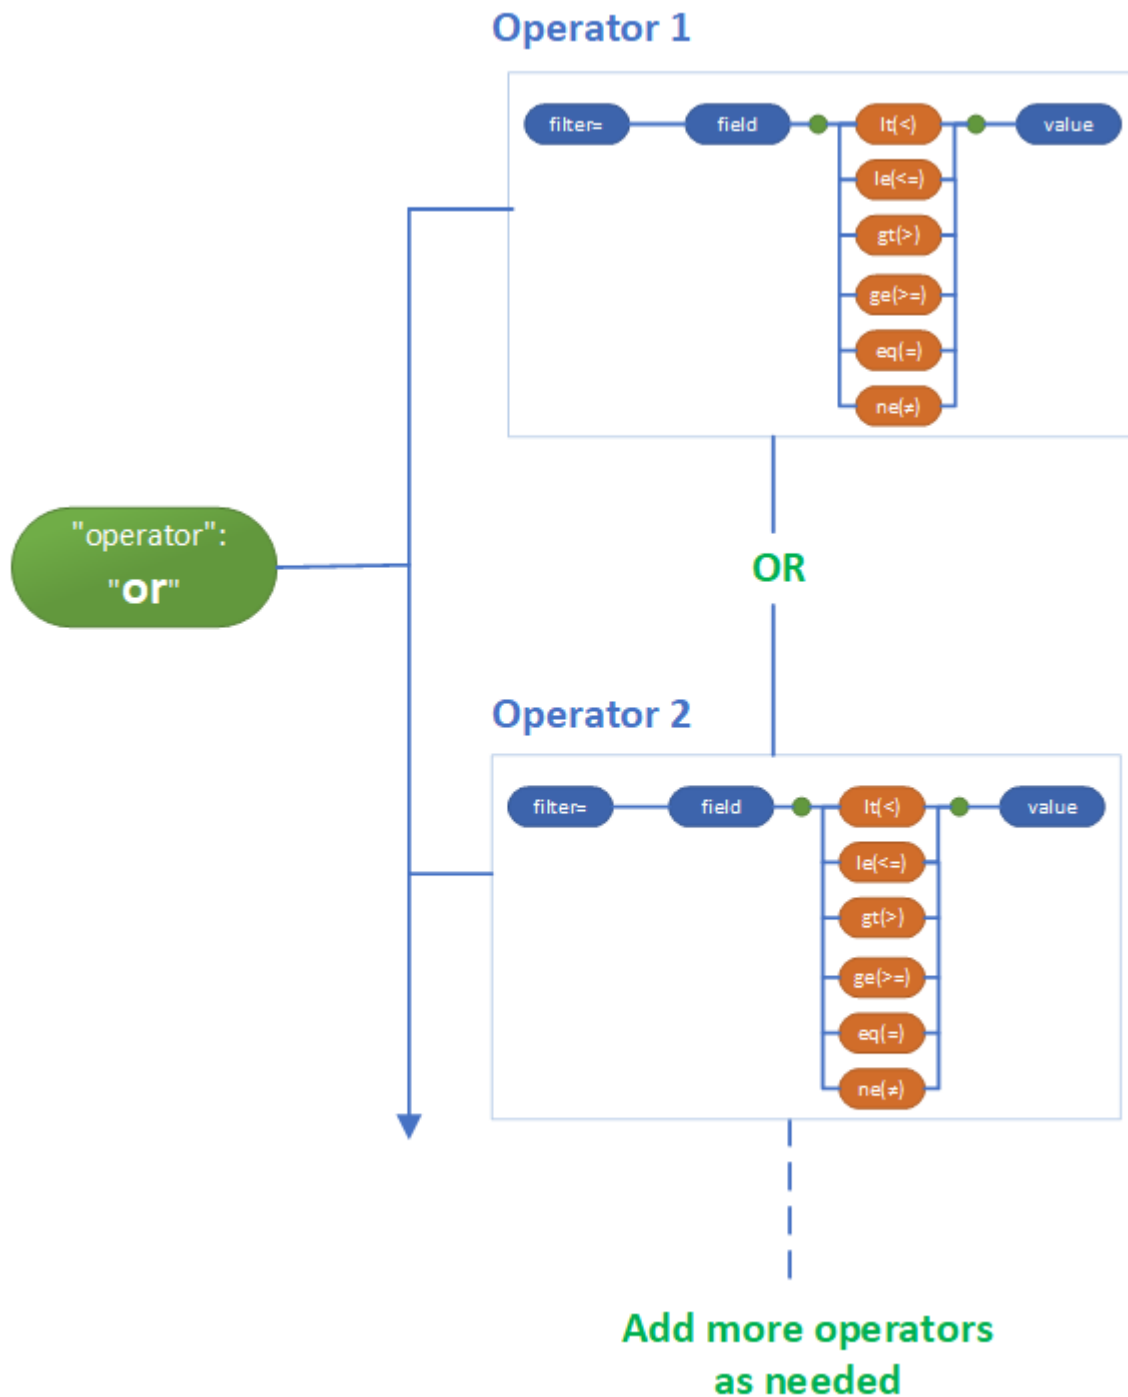 Operator 1
filter= field lt(<) value
le(<=)
gt(>)
ge(>=)
eq(=)
ne(≠)
"operator":
"or"
OR
Operator 2
filter= field lt(<) value
le(<=)
gt(>)
ge(>=)
eq(=)
ne(≠)
Add more operators
as needed